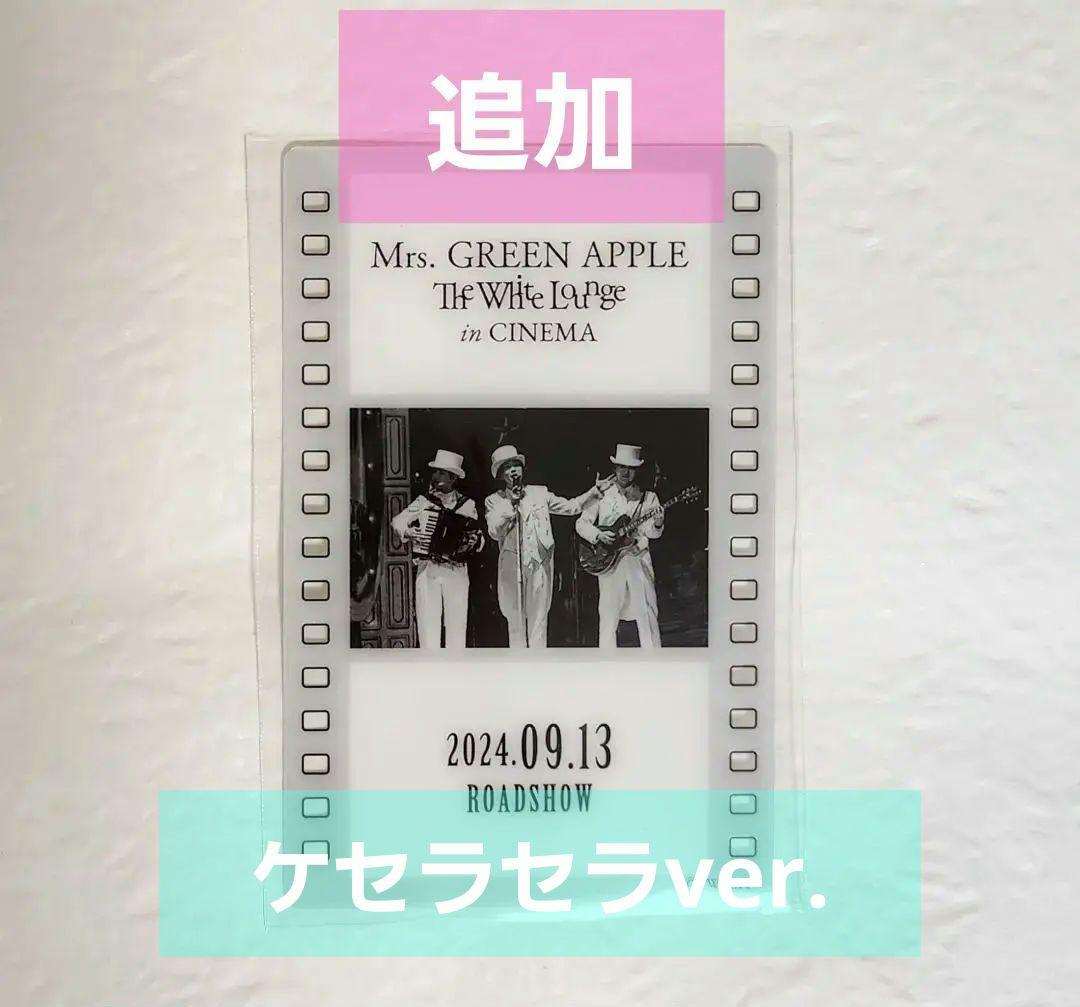 追加
Mrs. GREEN APPLE
The White Lounge
in CINEMA
2024.09.13
ROADSHOW
ケセラセラver.